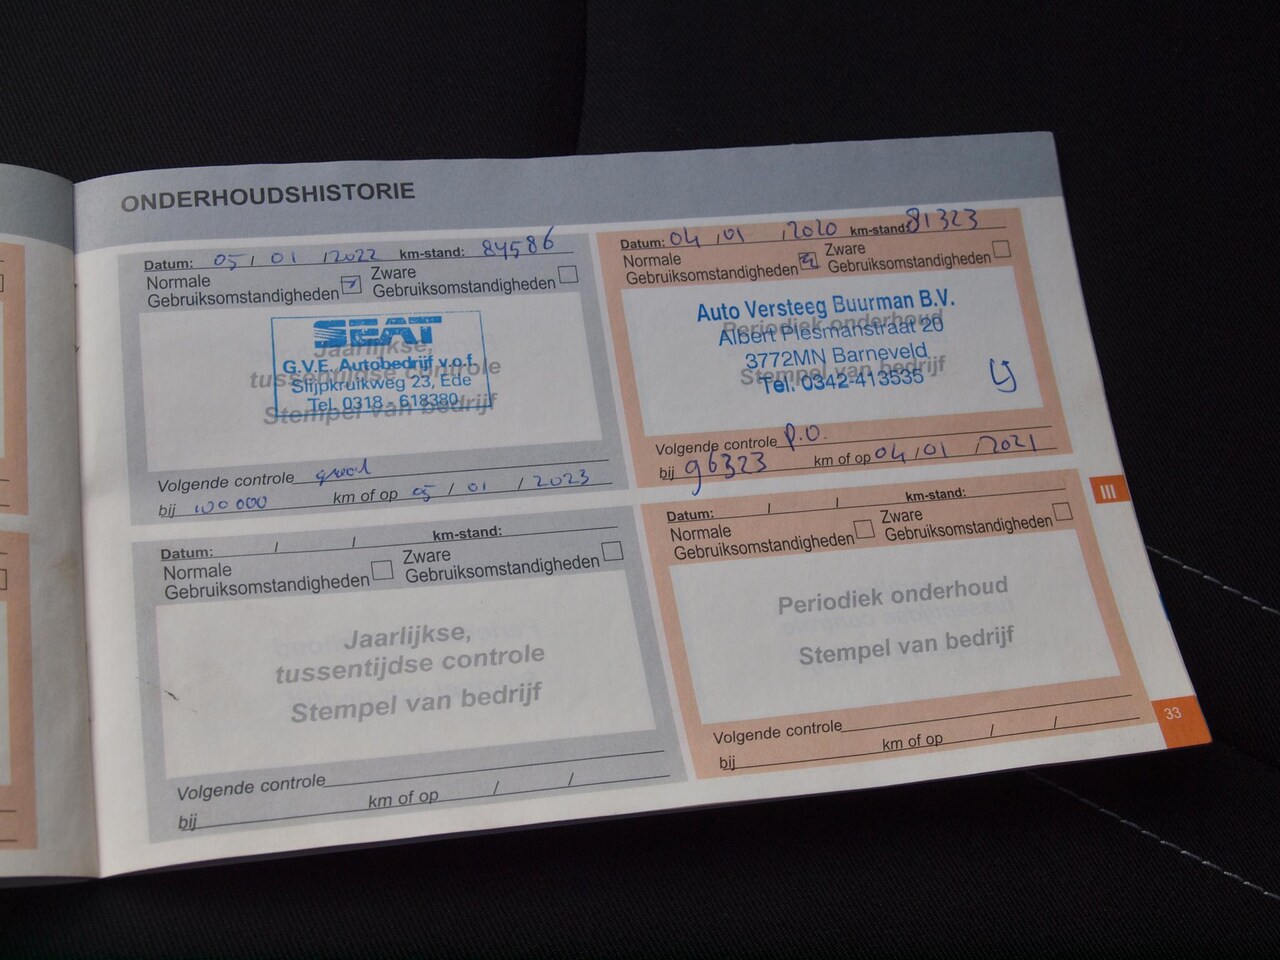 ONDERHOUDSHISTORIE
Datum: 05 / 01 / 2022 km-stand: 84586
Normale
Gebruiksomstandigheden
Zware
Gebruiksomstandigheden
SEAT
G.V.E. Autobedrijf v.o.f.
Slijpkruikweg 23, Ede
Tel. 0318 - 618380
Jaarlijkse,
tussentijdse controle
Stempel van bedrijf
Volgende controle
bij 100 000 km of op 05 / 01 / 2023
Datum: 04 / 01 / 2020 km-stand: 81323
Normale
Gebruiksomstandigheden
Zware
Gebruiksomstandigheden
Auto Versteeg Buurman B.V.
Albert Plesmanstraat 20
3772MN Barneveld
Tel. 0342-413535
Periodiek onderhoud
Stempel van bedrijf
Volgende controle P.O.
bij 96323 km of op 04 / 01 / 2021
Datum: / / km-stand:
Normale
Gebruiksomstandigheden
Zware
Gebruiksomstandigheden
Jaarlijkse,
tussentijdse controle
Stempel van bedrijf
Volgende controle
bij km of op / /
Datum: / / km-stand:
Normale
Gebruiksomstandigheden
Zware
Gebruiksomstandigheden
Periodiek onderhoud
Stempel van bedrijf
Volgende controle
bij km of op / /
III
33